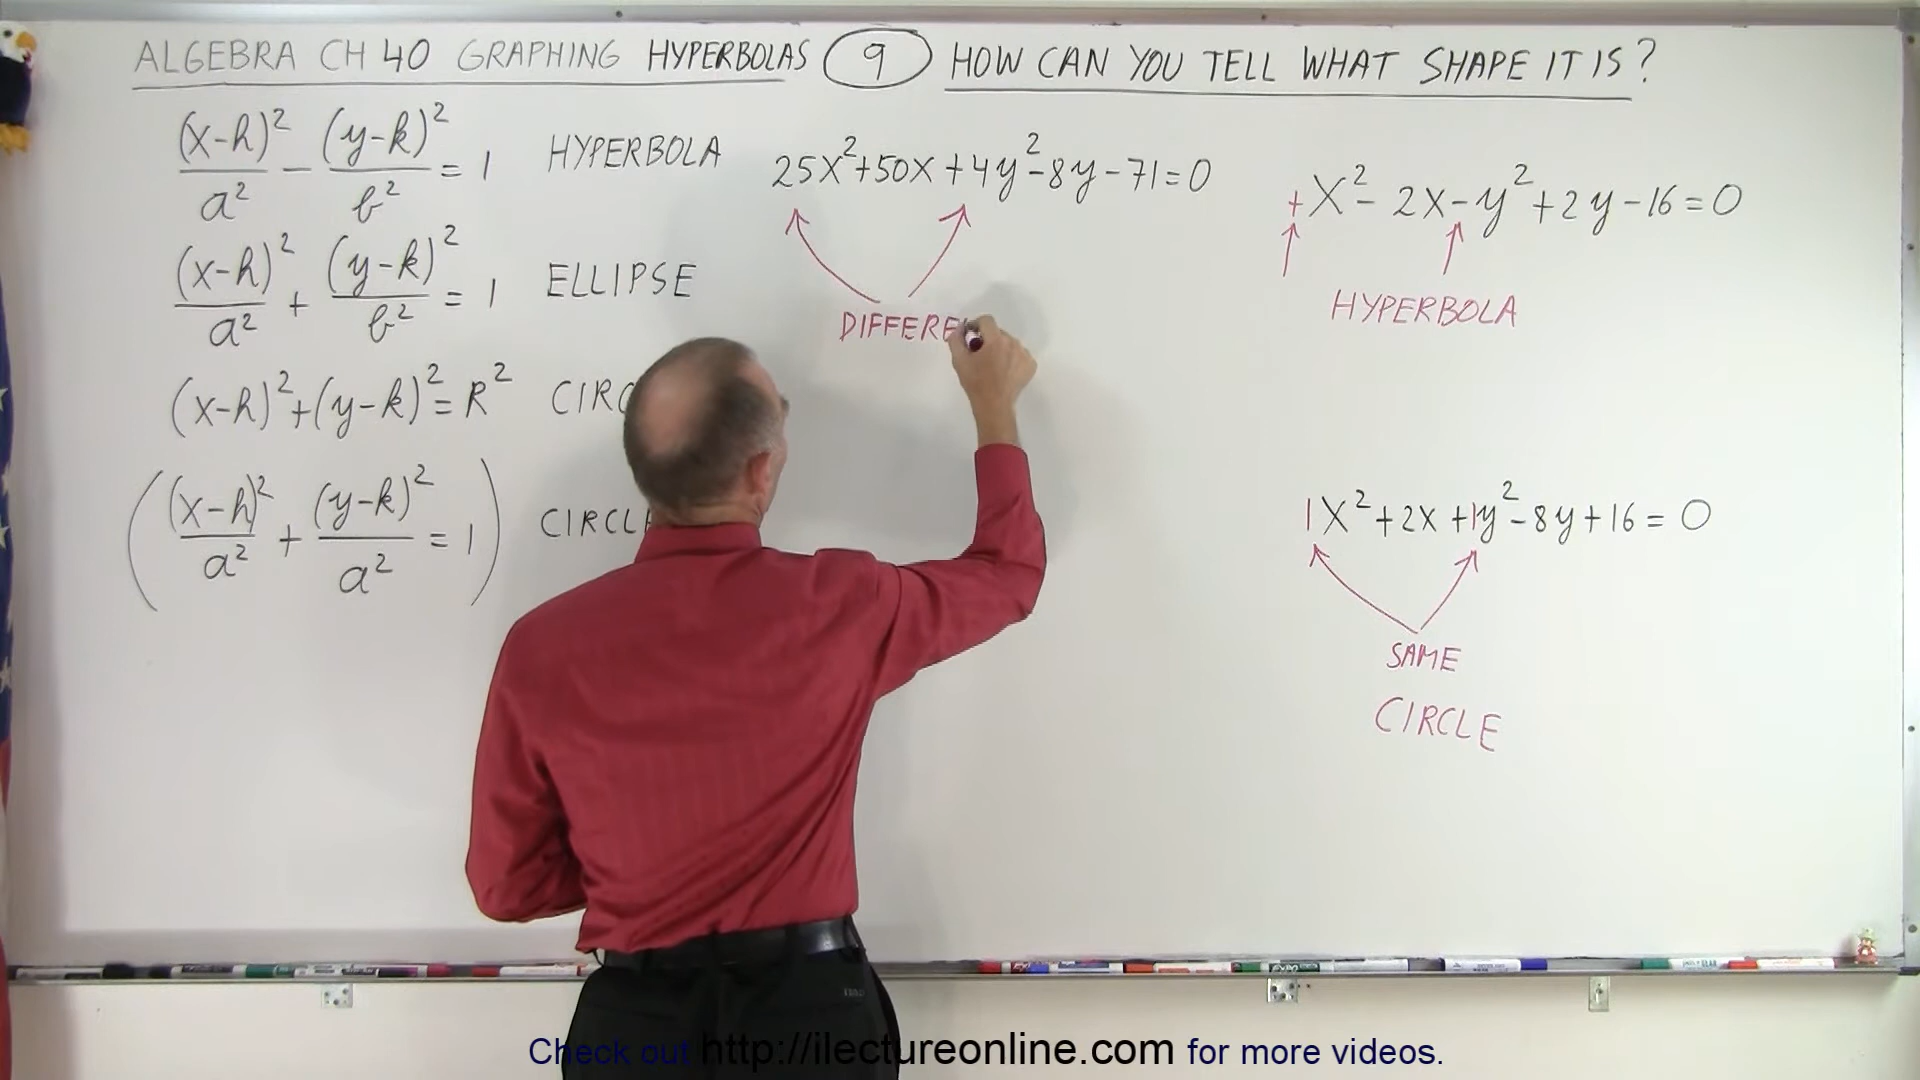 ALGEBRA CH 40 GRAPHING HYPERBOLAS 9 HOW CAN YOU TELL WHAT SHAPE IT IS?
(x-h)²/a² - (y-k)²/b² = 1 HYPERBOLA
(x-h)²/a² + (y-k)²/b² = 1 ELLIPSE
(x-h)²+(y-k)²=R²
((x-h)²/a² + (y-k)²/a² = 1)
25x²+50x+4y²-8y-71=0
+x²-2x-y²+2y-16=0
HYPERBOLA
1x²+2x+1y²-8y+16=0
SAME
CIRCLE
Check out http://ilectureonline.com for more videos.